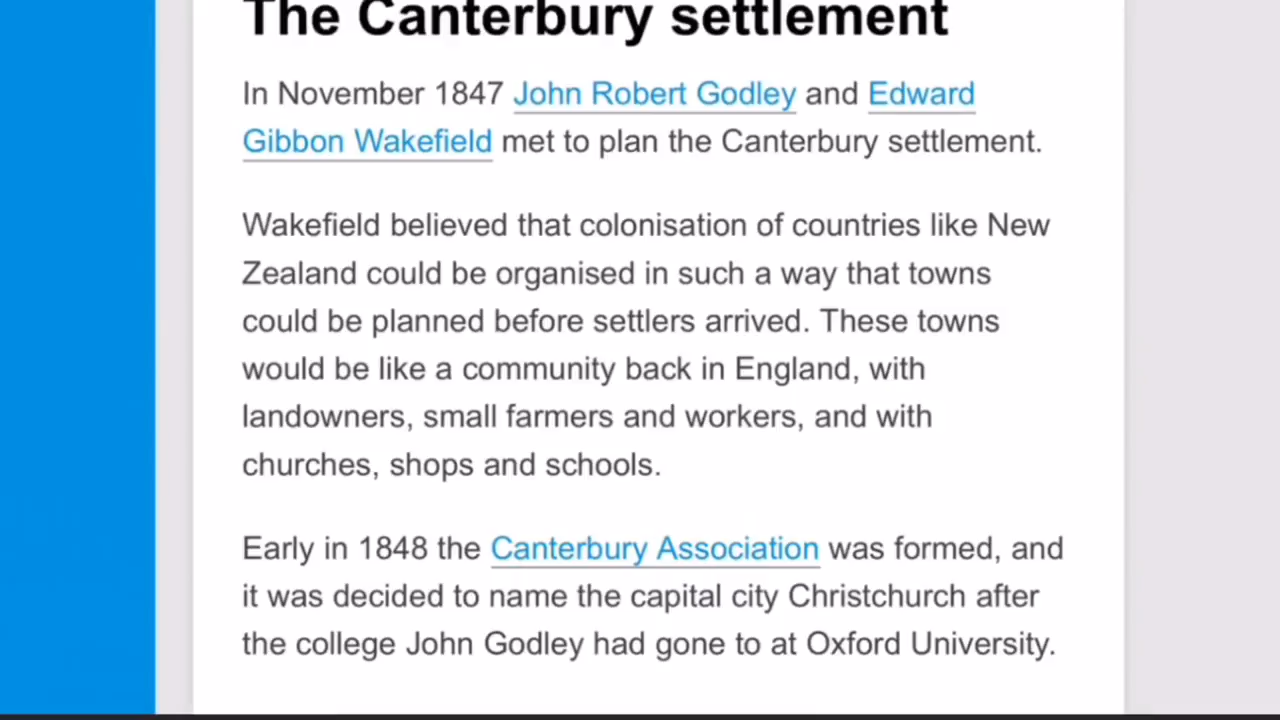 The Canterbury settlement
In November 1847 John Robert Godley and Edward
Gibbon Wakefield met to plan the Canterbury settlement.
Wakefield believed that colonisation of countries like New
Zealand could be organised in such a way that towns
could be planned before settlers arrived. These towns
would be like a community back in England, with
landowners, small farmers and workers, and with
churches, shops and schools.
Early in 1848 the Canterbury Association was formed, and
it was decided to name the capital city Christchurch after
the college John Godley had gone to at Oxford University.